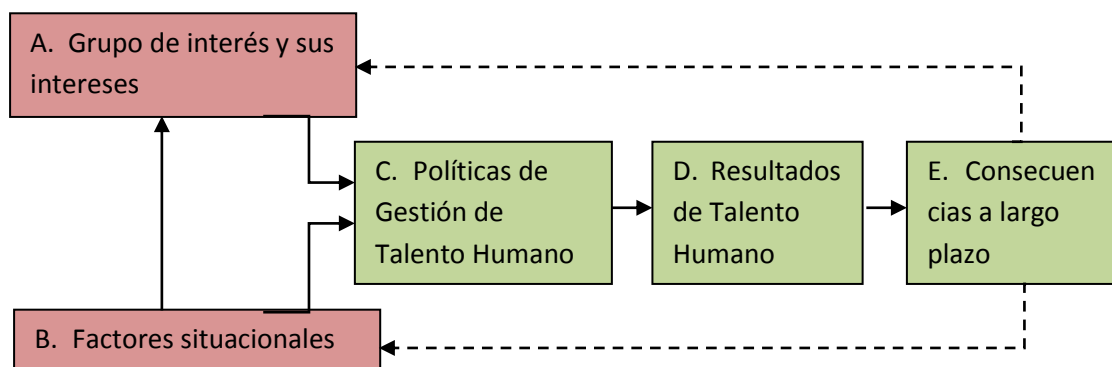 A. Grupo de interés y sus
intereses
C. Políticas de
Gestión de
Talento Humano
D. Resultados
de Talento
Humano
E. Consecuen
cias a largo
plazo
B. Factores situacionales